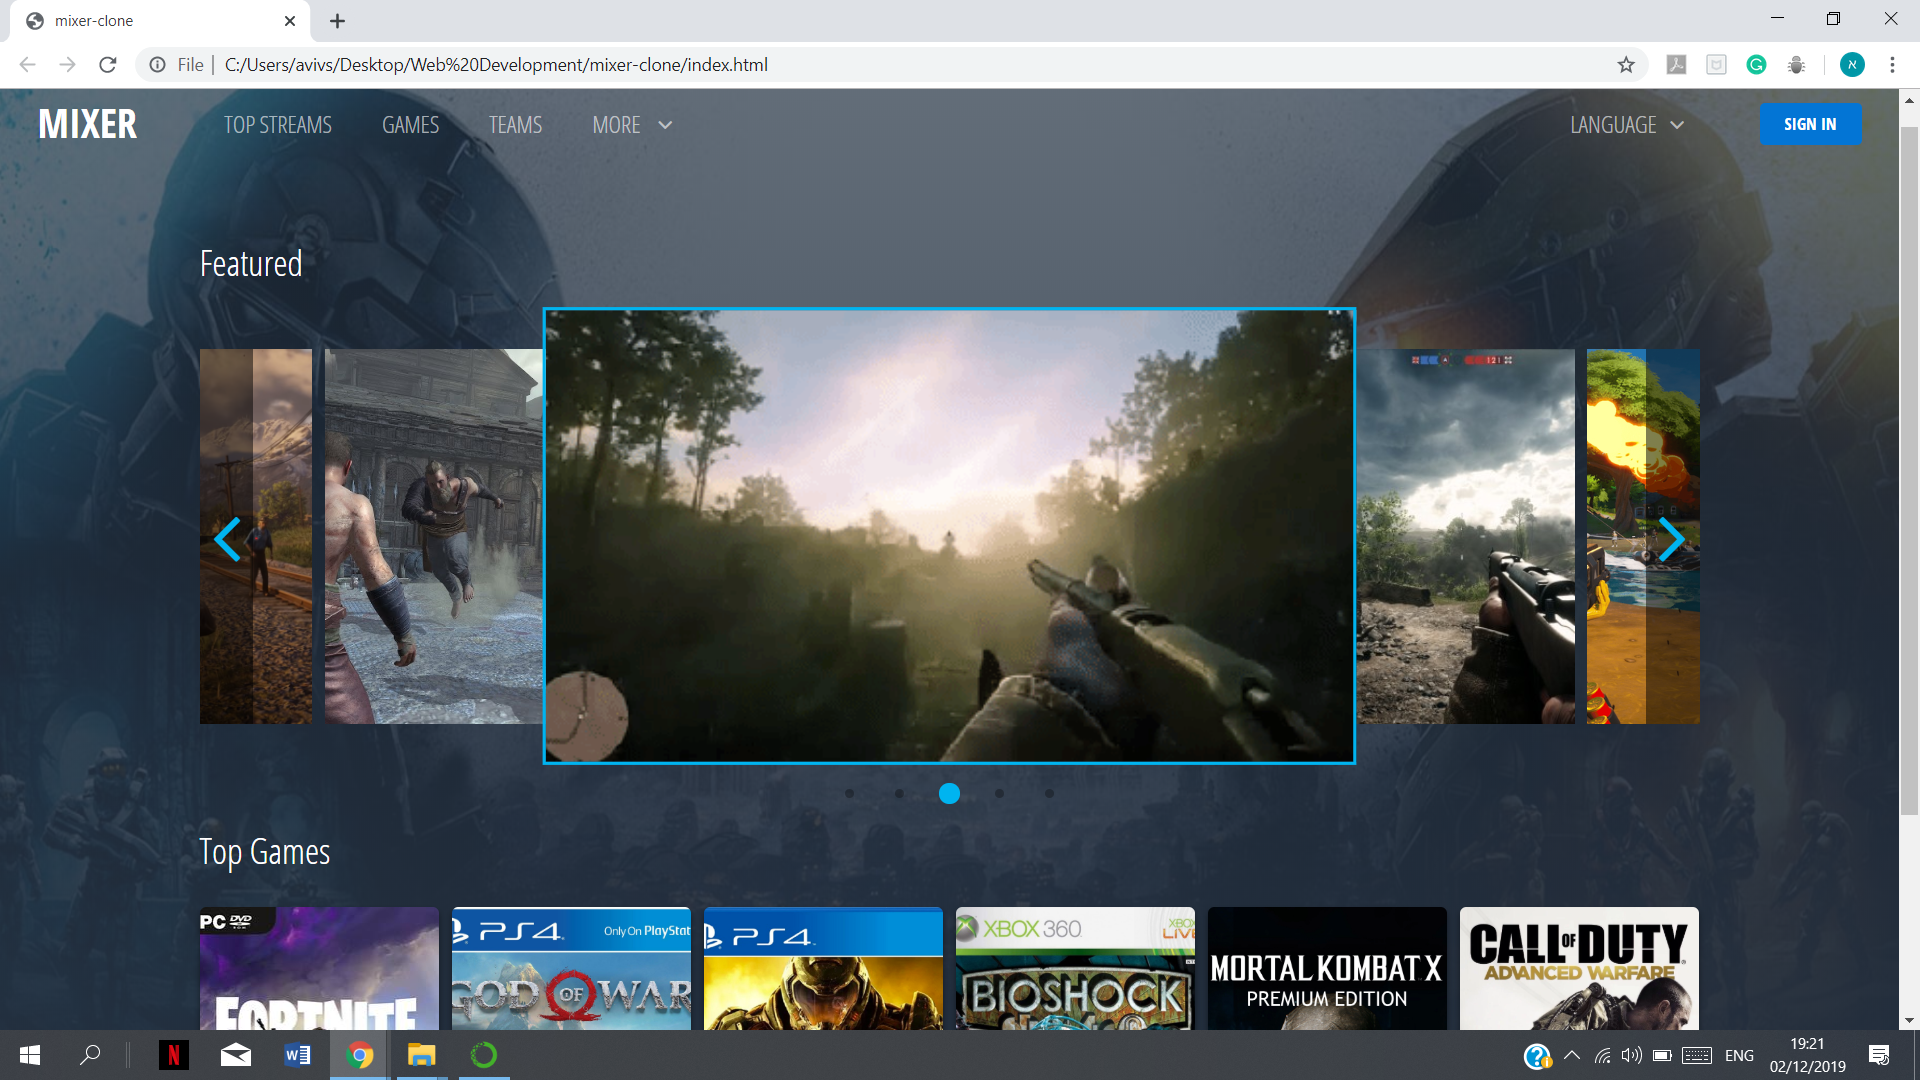 mixer-clone
File
C:/Users/avivs/Desktop/Web%20Development/mixer-clone/index.html
MIXER
TOP STREAMS
GAMES
TEAMS
MORE
LANGUAGE
SIGN IN
Featured
Top Games
PC DVD ROM
FORTNITE
PS4
Only On PlayStat
GOD OF WAR
PS4
XBOX 360
XBOX LIVE
BIOSHOCK
MORTAL KOMBAT X
PREMIUM EDITION
CALL OF DUTY
ADVANCED WARFARE
ENG
19:21
02/12/2019